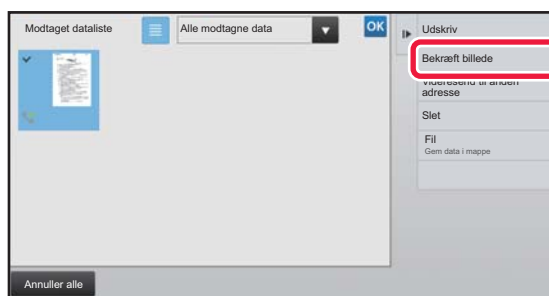 Modtaget dataliste
Alle modtagne data
OK
Udskriv
Bekræft billede
Videresend til anden
adresse
Slet
Fil
Gem data i mappe
Annuller alle